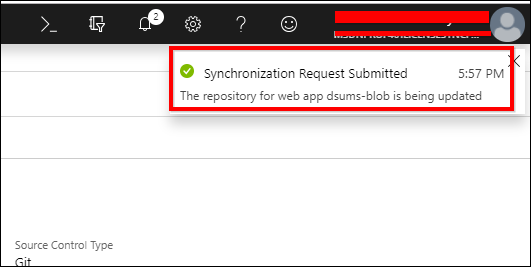 2
Synchronization Request Submitted 5:57 PM
The repository for web app dsums-blob is being updated
Source Control Type
Git